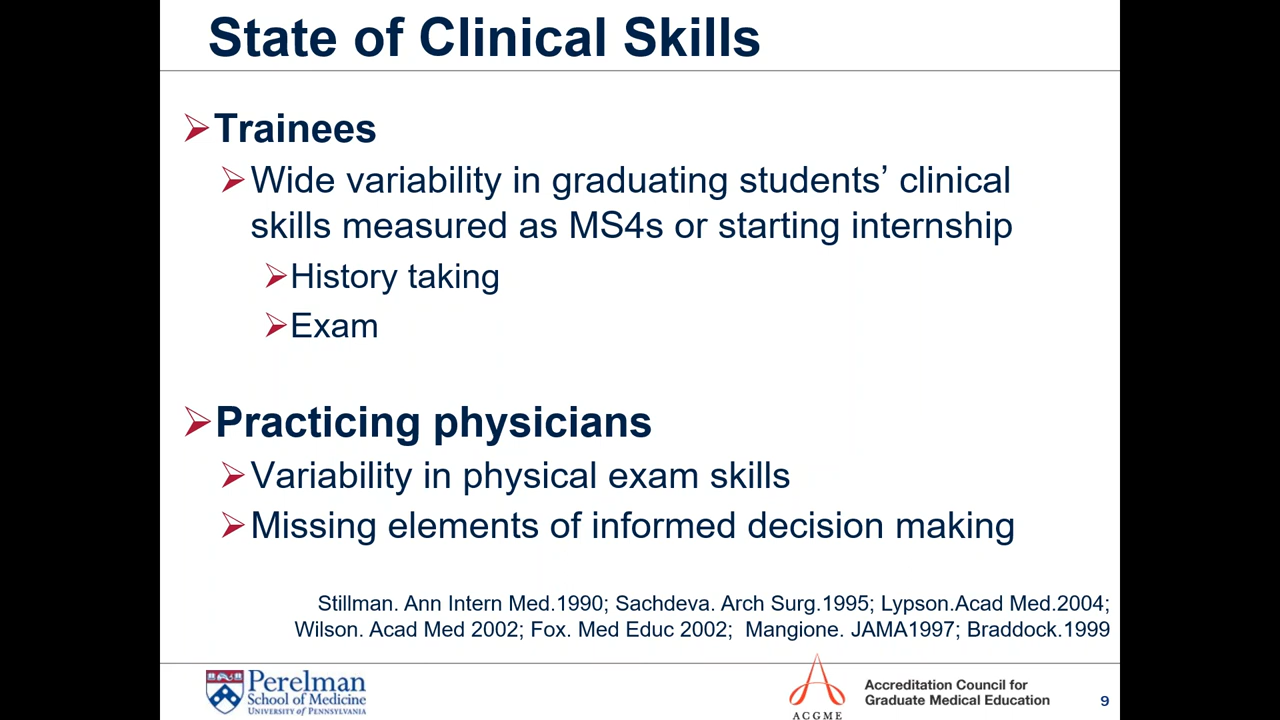 State of Clinical Skills
Trainees
Wide variability in graduating students’ clinical
skills measured as MS4s or starting internship
History taking
Exam
Practicing physicians
Variability in physical exam skills
Missing elements of informed decision making
Stillman. Ann Intern Med.1990; Sachdeva. Arch Surg.1995; Lypson.Acad Med.2004;
Wilson. Acad Med 2002; Fox. Med Educ 2002;  Mangione. JAMA1997; Braddock.1999
Perelman
School of Medicine
University of Pennsylvania
ACGME
Accreditation Council for
Graduate Medical Education
9